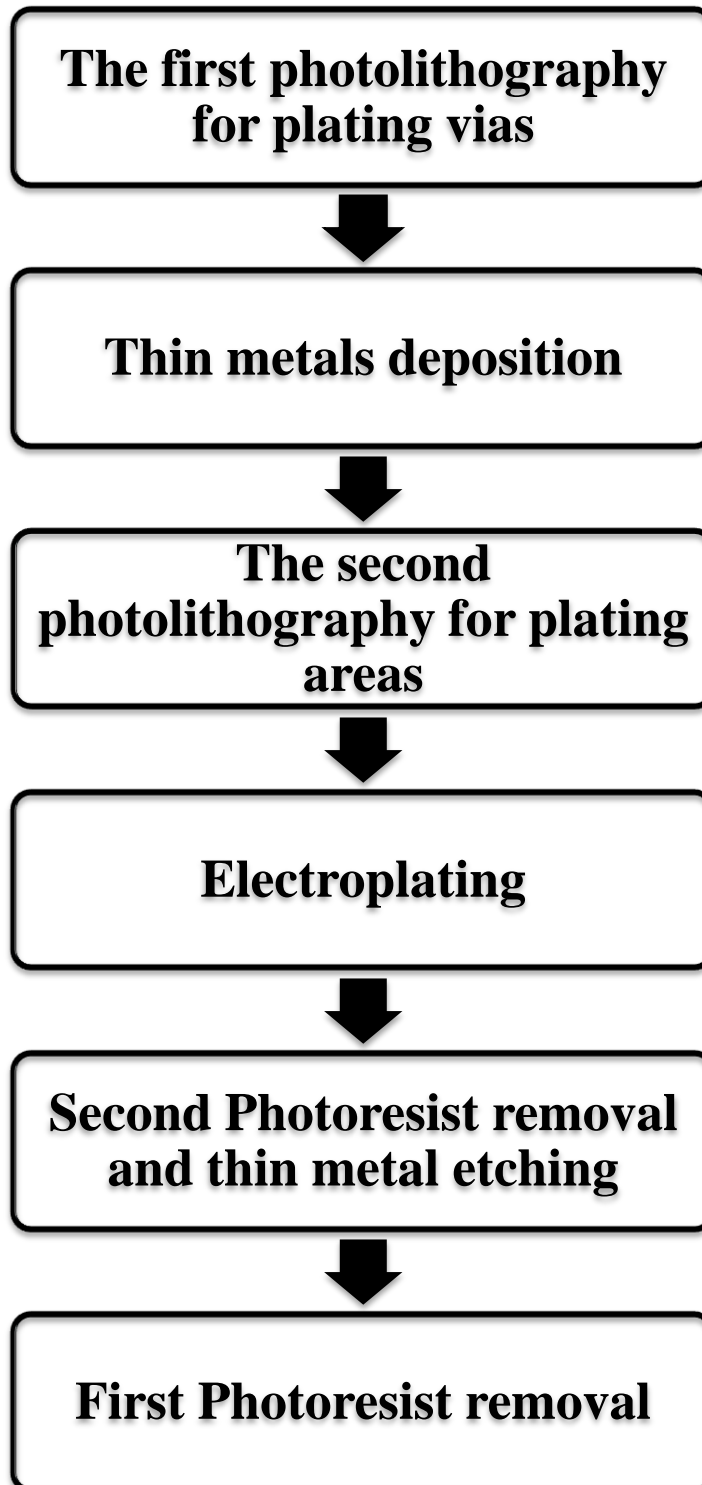 The first photolithography
for plating vias
Thin metals deposition
The second
photolithography for plating
areas
Electroplating
Second Photoresist removal
and thin metal etching
First Photoresist removal